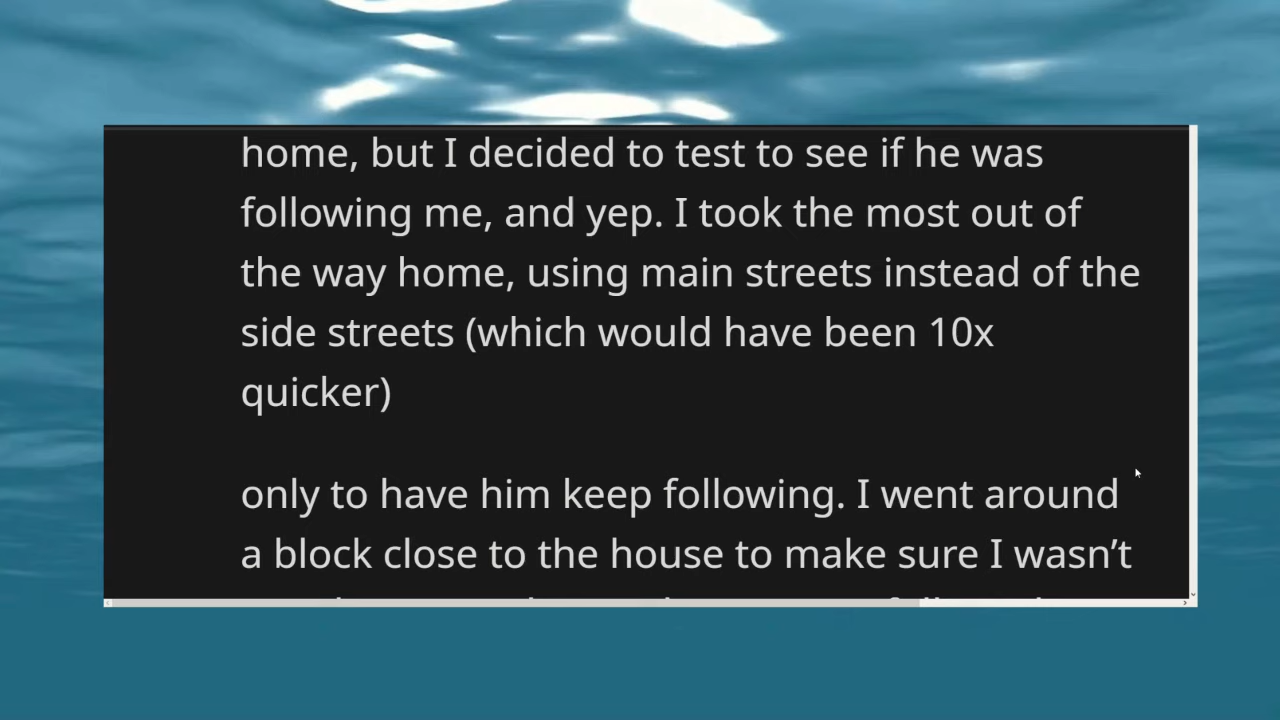 home, but I decided to test to see if he was
following me, and yep. I took the most out of
the way home, using main streets instead of the
side streets (which would have been 10x
quicker)
only to have him keep following. I went around
a block close to the house to make sure I wasn’t